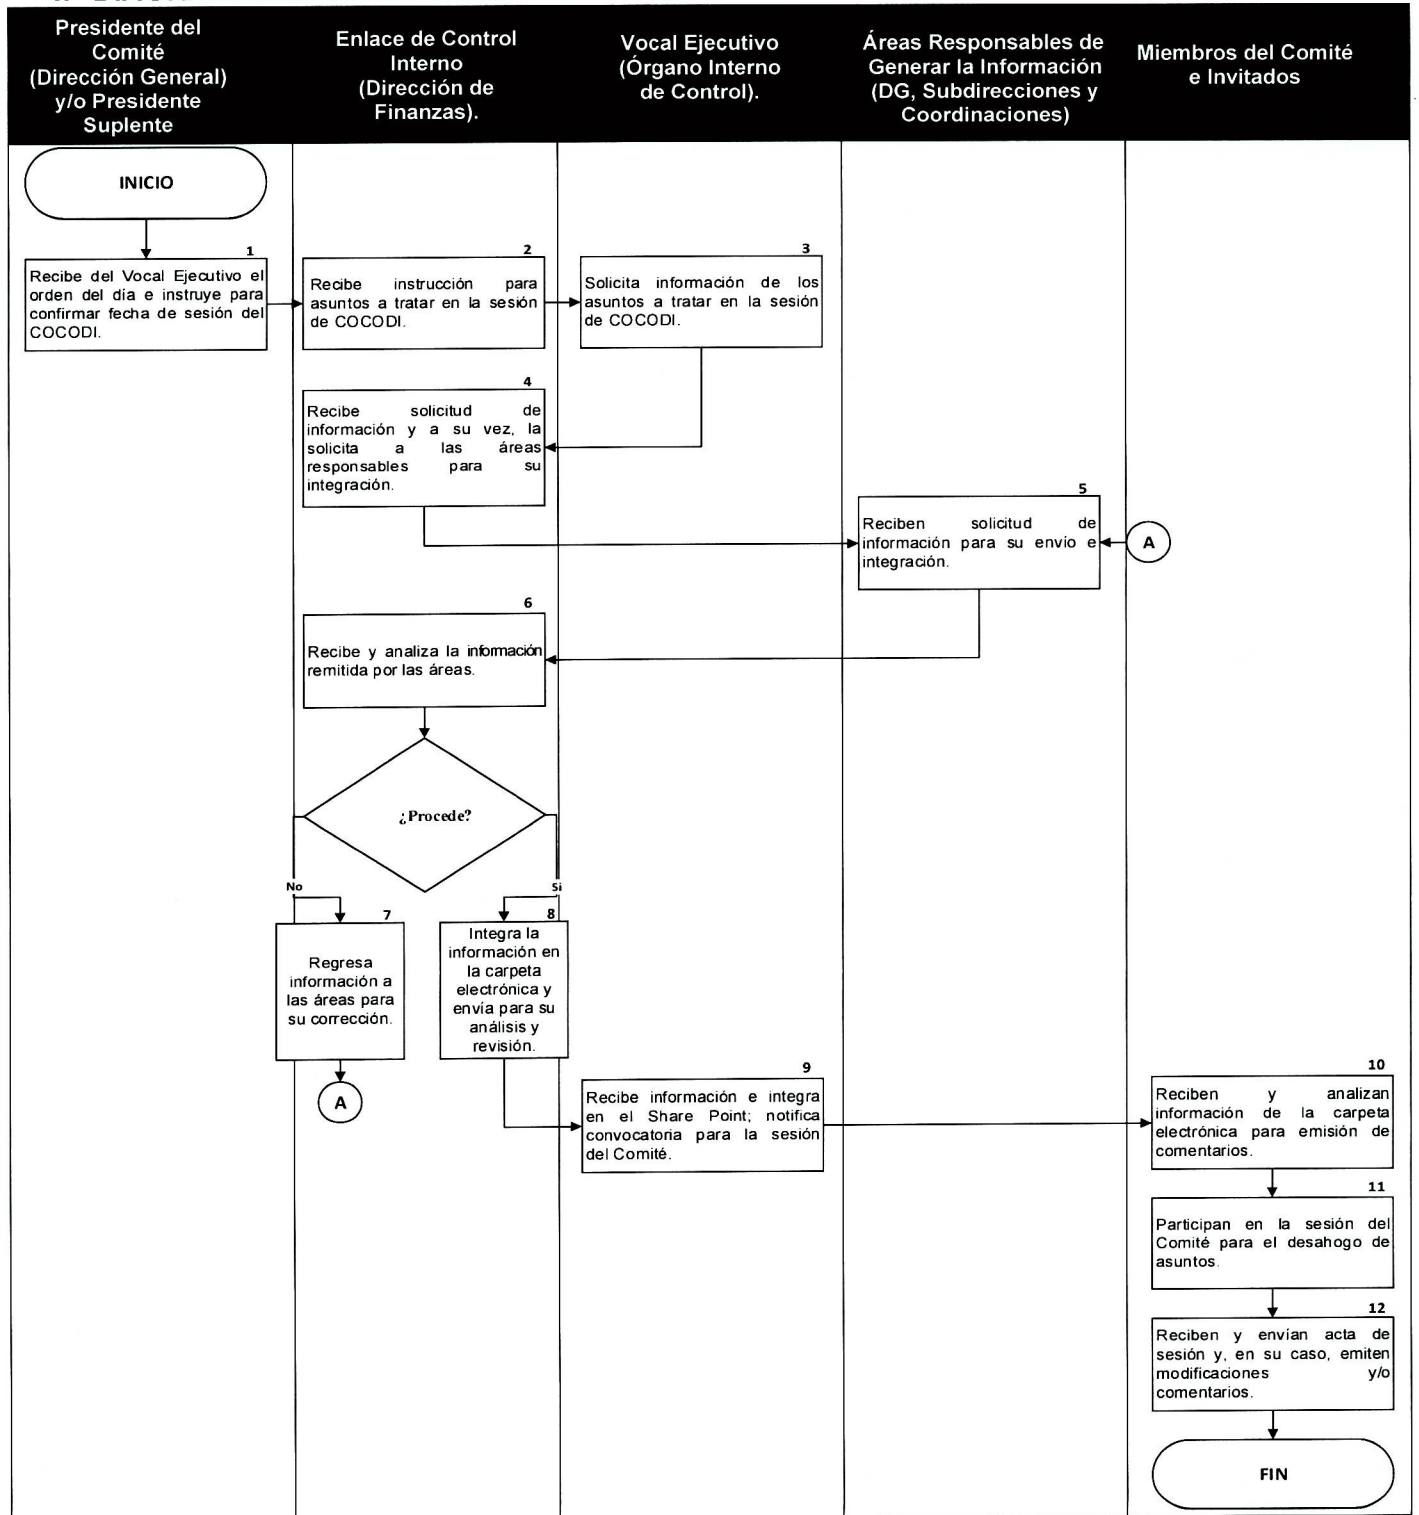 Presidente del
Comité
(Dirección General)
y/o Presidente
Suplente
Enlace de Control
Interno
(Dirección de
Finanzas).
Vocal Ejecutivo
(Órgano Interno
de Control).
Áreas Responsables de
Generar la Información
(DG, Subdirecciones y
Coordinaciones)
Miembros del Comité
e Invitados
INICIO
1
Recibe del Vocal Ejecutivo el
orden del día e instruye para
confirmar fecha de sesión del
COCODI.
2
Recibe instrucción para
asuntos a tratar en la sesión
de COCODI.
3
Solicita información de los
asuntos a tratar en la sesión
de COCODI.
4
Recibe solicitud de
información y a su vez, la
solicita a las áreas
responsables para su
integración.
5
Reciben solicitud de
información para su envío e
integración.
A
6
Recibe y analiza la información
remitida por las áreas.
¿Procede?
No
Si
7
Regresa
información a
las áreas para
su corrección.
A
8
Integra la
información en
la carpeta
electrónica y
envía para su
análisis y
revisión.
9
Recibe información e integra
en el Share Point; notifica
convocatoria para la sesión
del Comité.
10
Reciben y analizan
información de la carpeta
electrónica para emisión de
comentarios.
11
Participan en la sesión del
Comité para el desahogo de
asuntos.
12
Reciben y envían acta de
sesión y, en su caso, emiten
modificaciones y/o
comentarios.
FIN